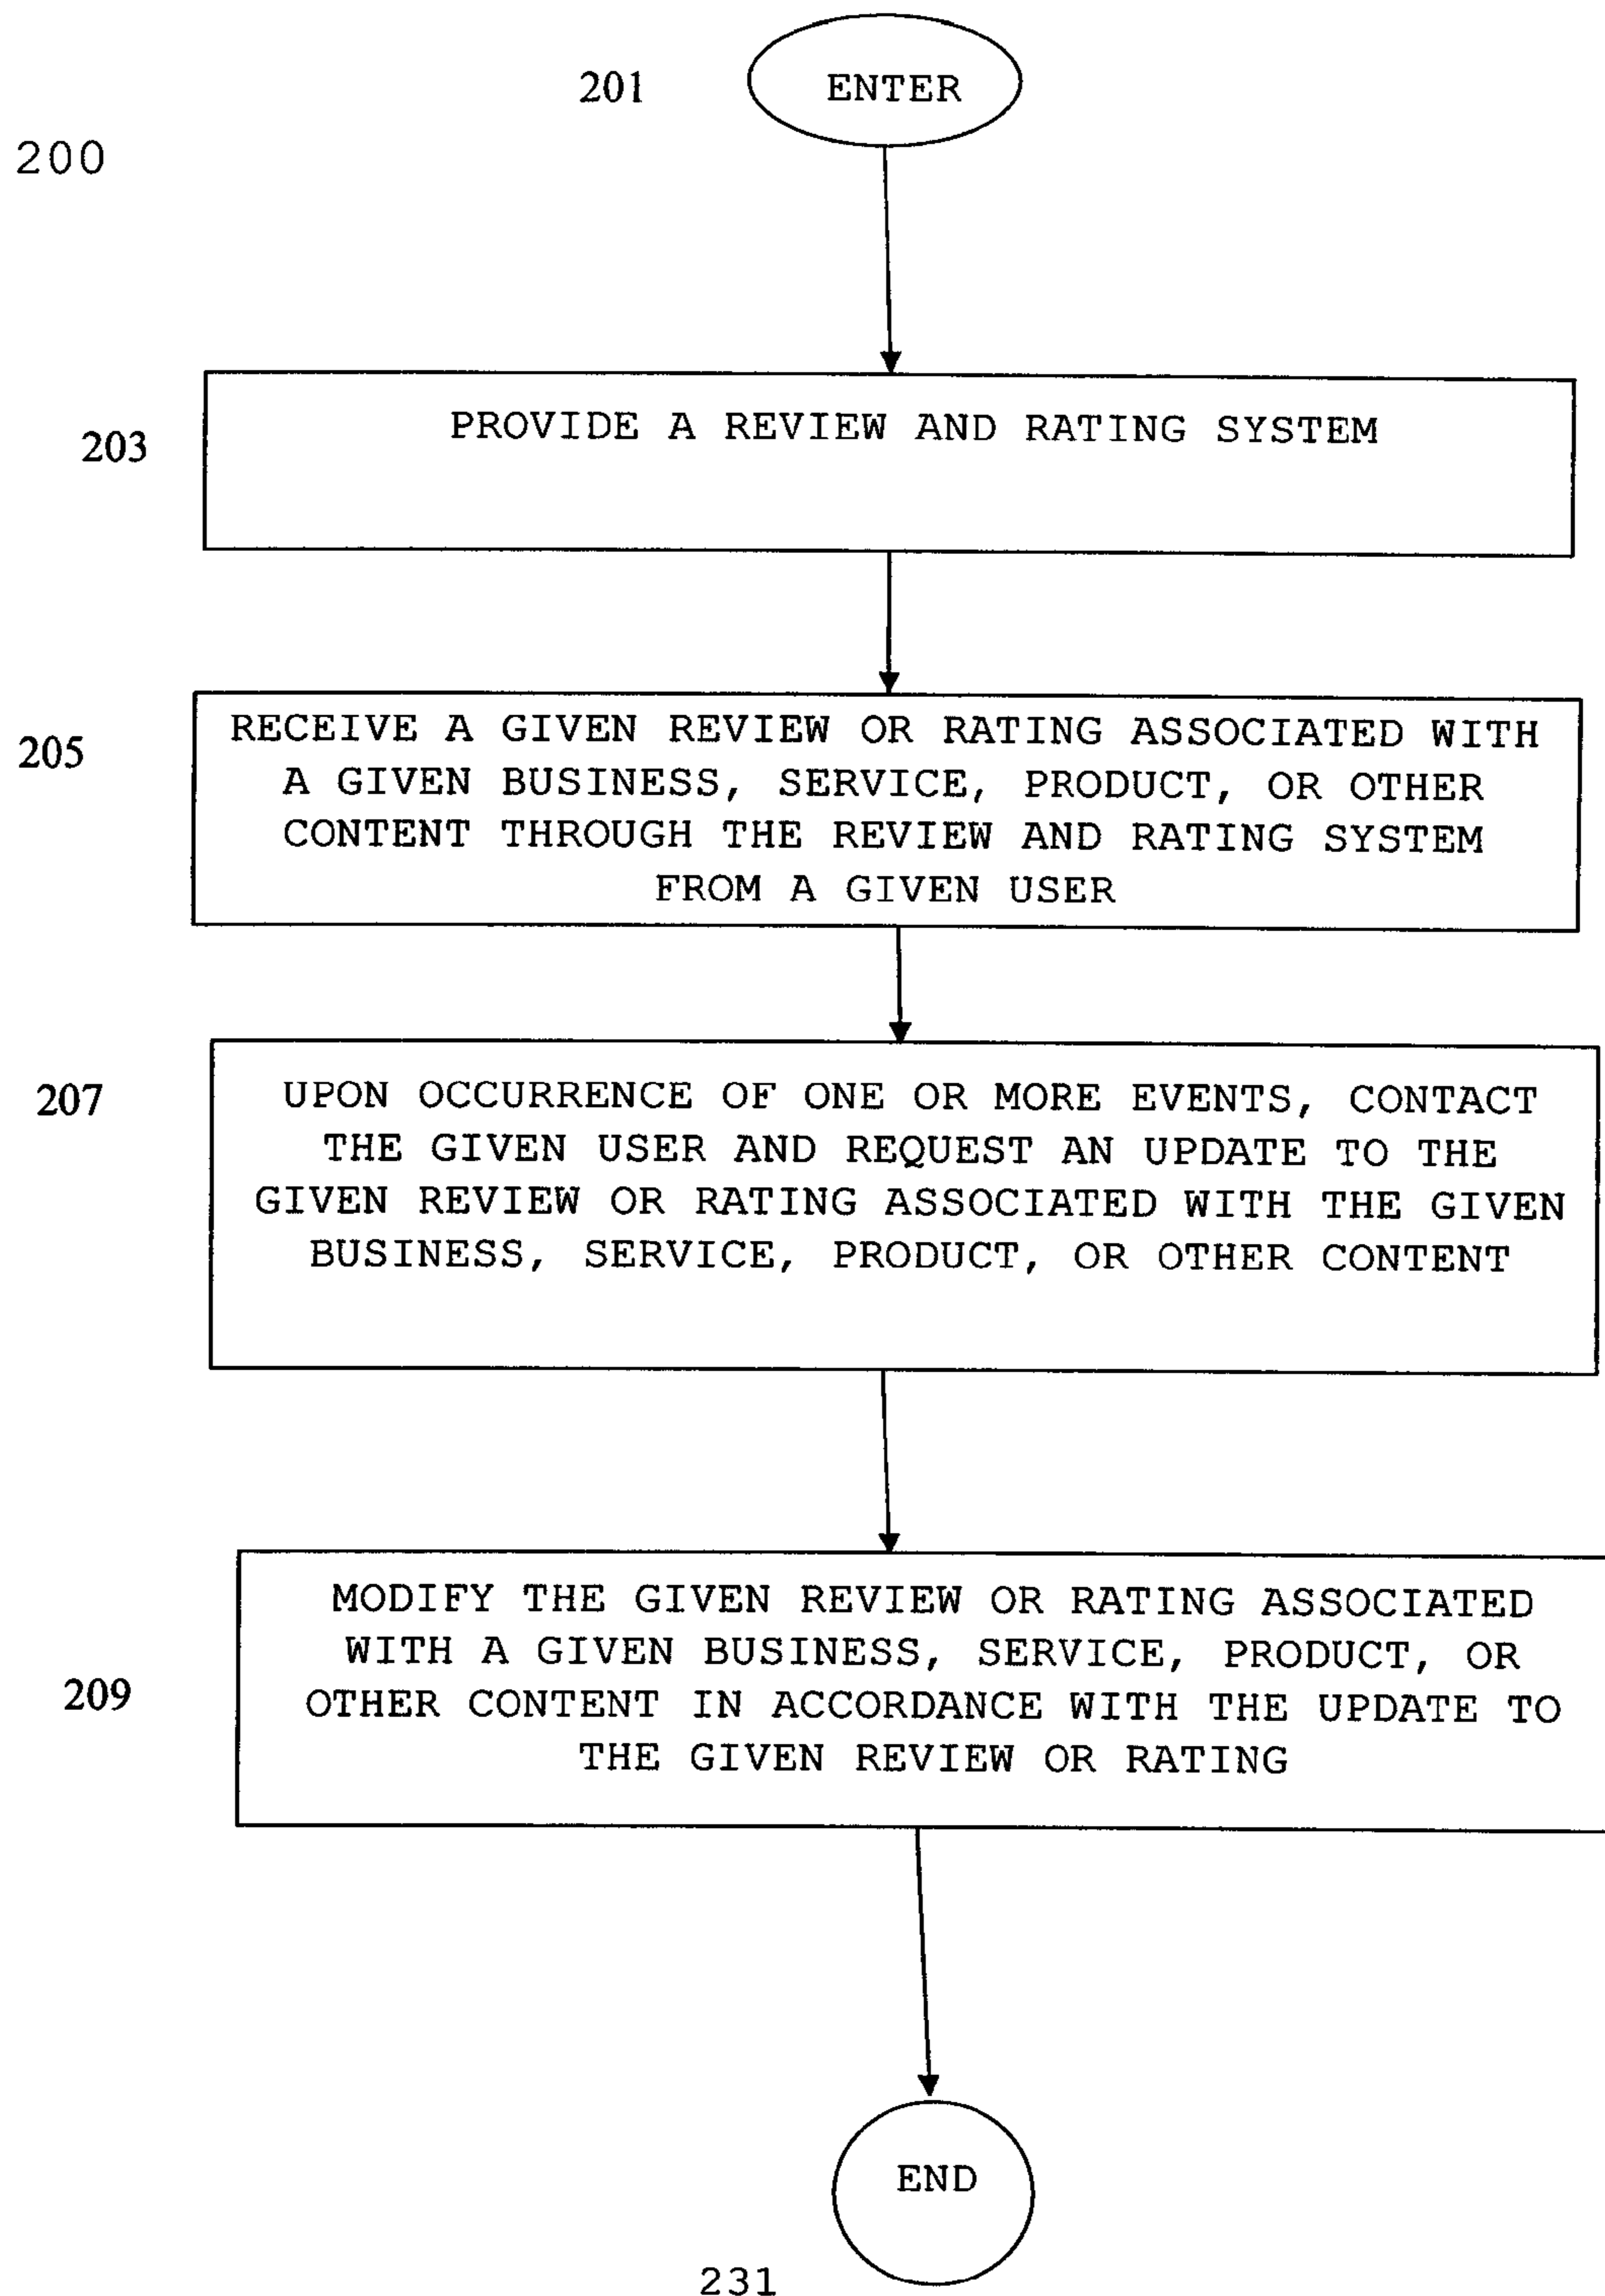 201
ENTER
200
203
PROVIDE A REVIEW AND RATING SYSTEM
205
RECEIVE A GIVEN REVIEW OR RATING ASSOCIATED WITH
A GIVEN BUSINESS, SERVICE, PRODUCT, OR OTHER
CONTENT THROUGH THE REVIEW AND RATING SYSTEM
FROM A GIVEN USER
207
UPON OCCURRENCE OF ONE OR MORE EVENTS, CONTACT
THE GIVEN USER AND REQUEST AN UPDATE TO THE
GIVEN REVIEW OR RATING ASSOCIATED WITH THE GIVEN
BUSINESS, SERVICE, PRODUCT, OR OTHER CONTENT
209
MODIFY THE GIVEN REVIEW OR RATING ASSOCIATED
WITH A GIVEN BUSINESS, SERVICE, PRODUCT, OR
OTHER CONTENT IN ACCORDANCE WITH THE UPDATE TO
THE GIVEN REVIEW OR RATING
END
231